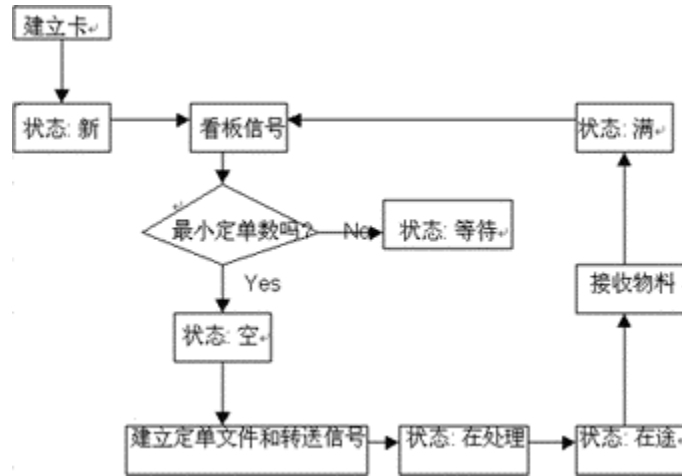 建立卡
状态: 新
看板信号
状态: 满
最小定单数吗?
No
状态: 等待
Yes
接收物料
状态: 空
建立定单文件和转送信号
状态: 在处理
状态: 在途